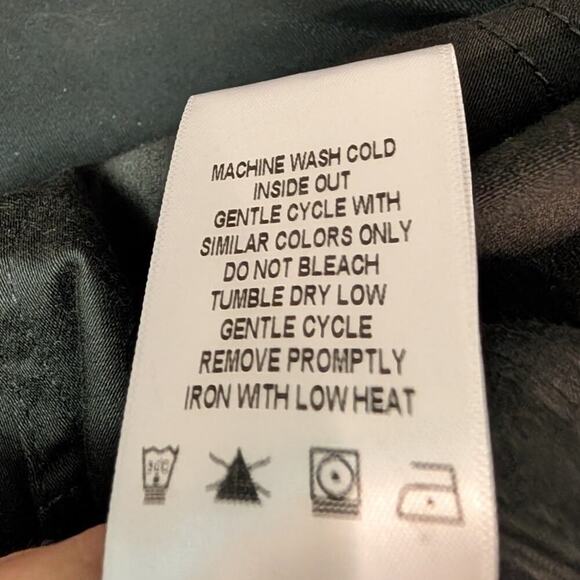 MACHINE WASH COLD
INSIDE OUT
GENTLE CYCLE WITH
SIMILAR COLORS ONLY
DO NOT BLEACH
TUMBLE DRY LOW
GENTLE CYCLE
REMOVE PROMPTLY
IRON WITH LOW HEAT
30C